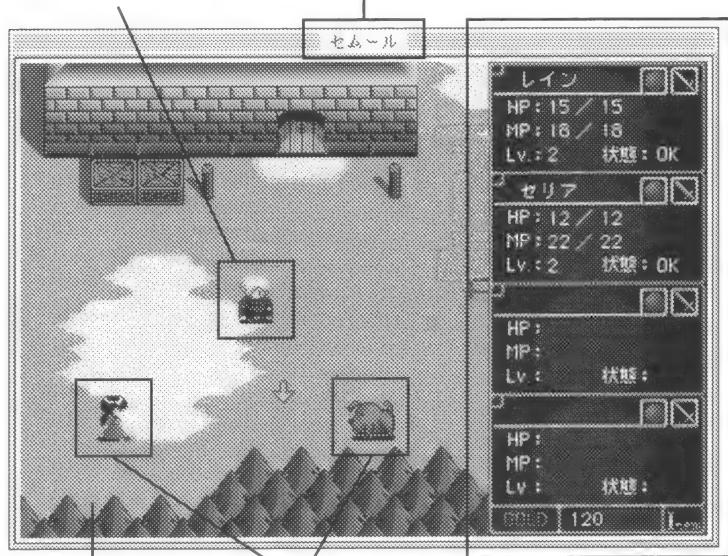 セムール
レイン
HP：15／15
MP：18／18
Lv.：2 状態：OK
セリア
HP：12／12
MP：22／22
Lv.：2 状態：OK
HP：
MP：
Lv.： 状態：
HP：
MP：
Lv.： 状態：
GOLD 120